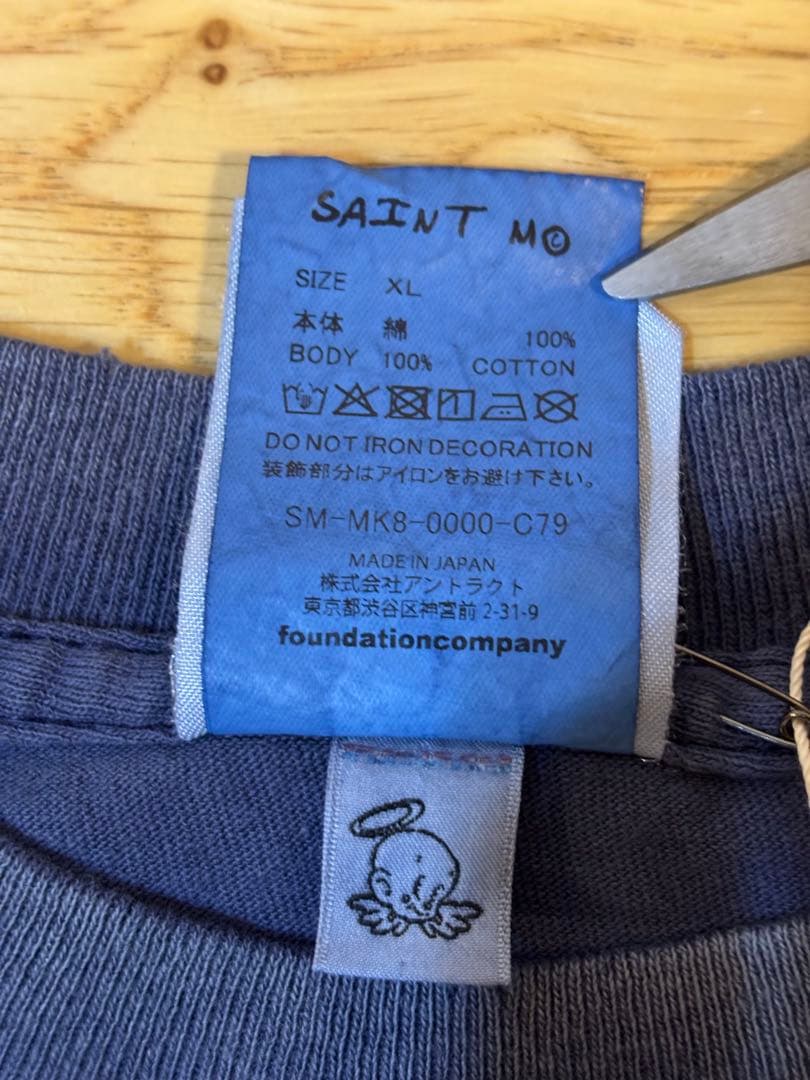 SAINT M©
SIZE XL
本体 綿 100%
BODY 100% COTTON
DO NOT IRON DECORATION
装飾部分はアイロンをお避け下さい。
SM-MK8-0000-C79
MADE IN JAPAN
株式会社アントラクト
東京都渋谷区神宮前 2-31-9
foundationcompany